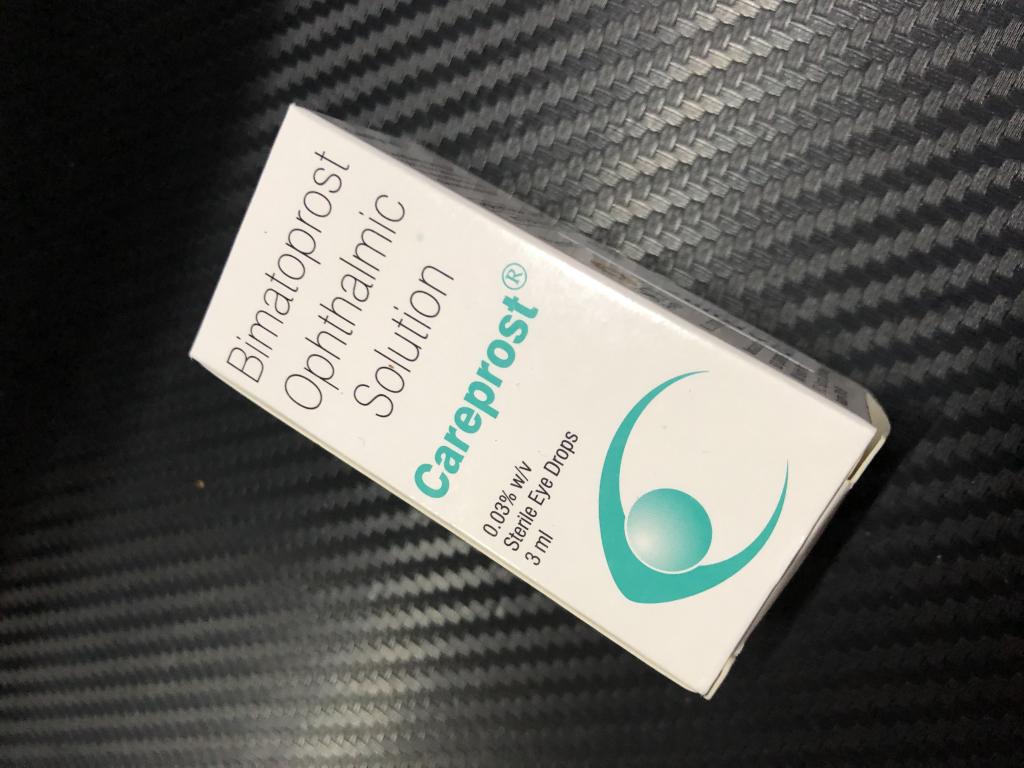 Bimatoprost
Ophthalmic
Solution
Careprost®
0.03% w/v
Sterile Eye Drops
3 ml